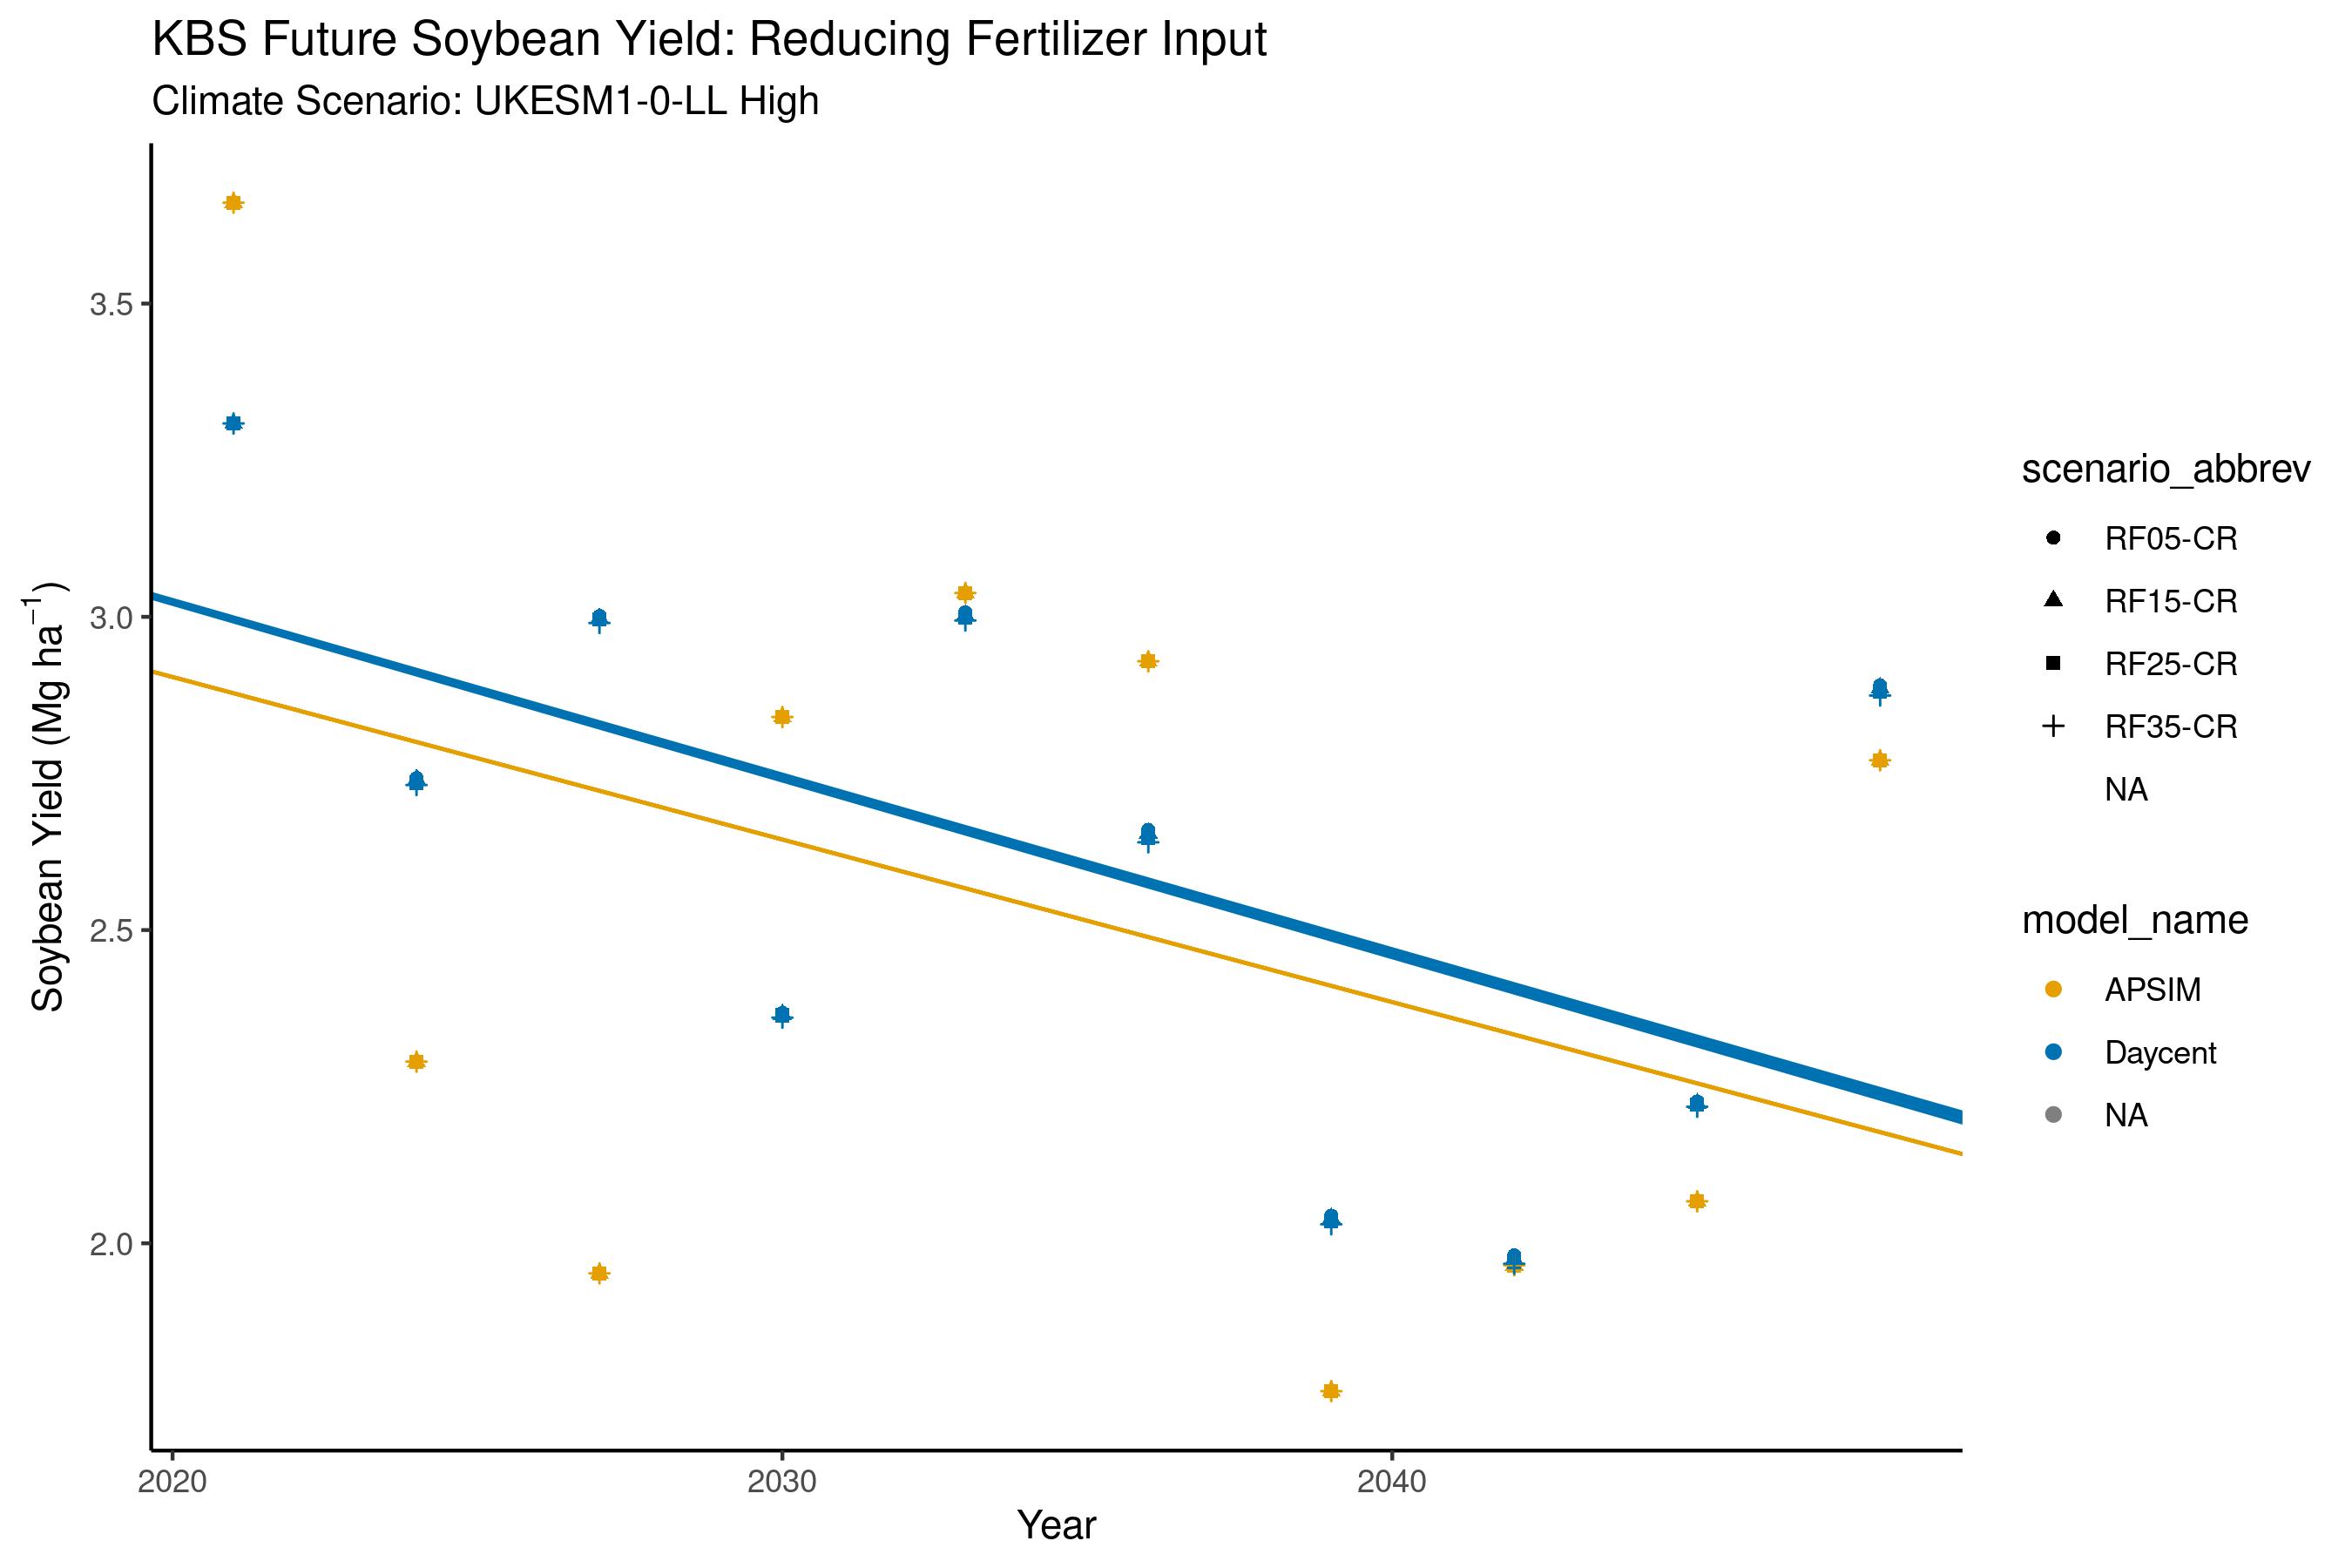 KBS Future Soybean Yield: Reducing Fertilizer Input
Climate Scenario: UKESM1-0-LL High
Soybean Yield (Mg ha⁻¹)
3.5
3.0
2.5
2.0
2020
2030
2040
Year
scenario_abbrev
RF05-CR
RF15-CR
RF25-CR
RF35-CR
NA
model_name
APSIM
Daycent
NA